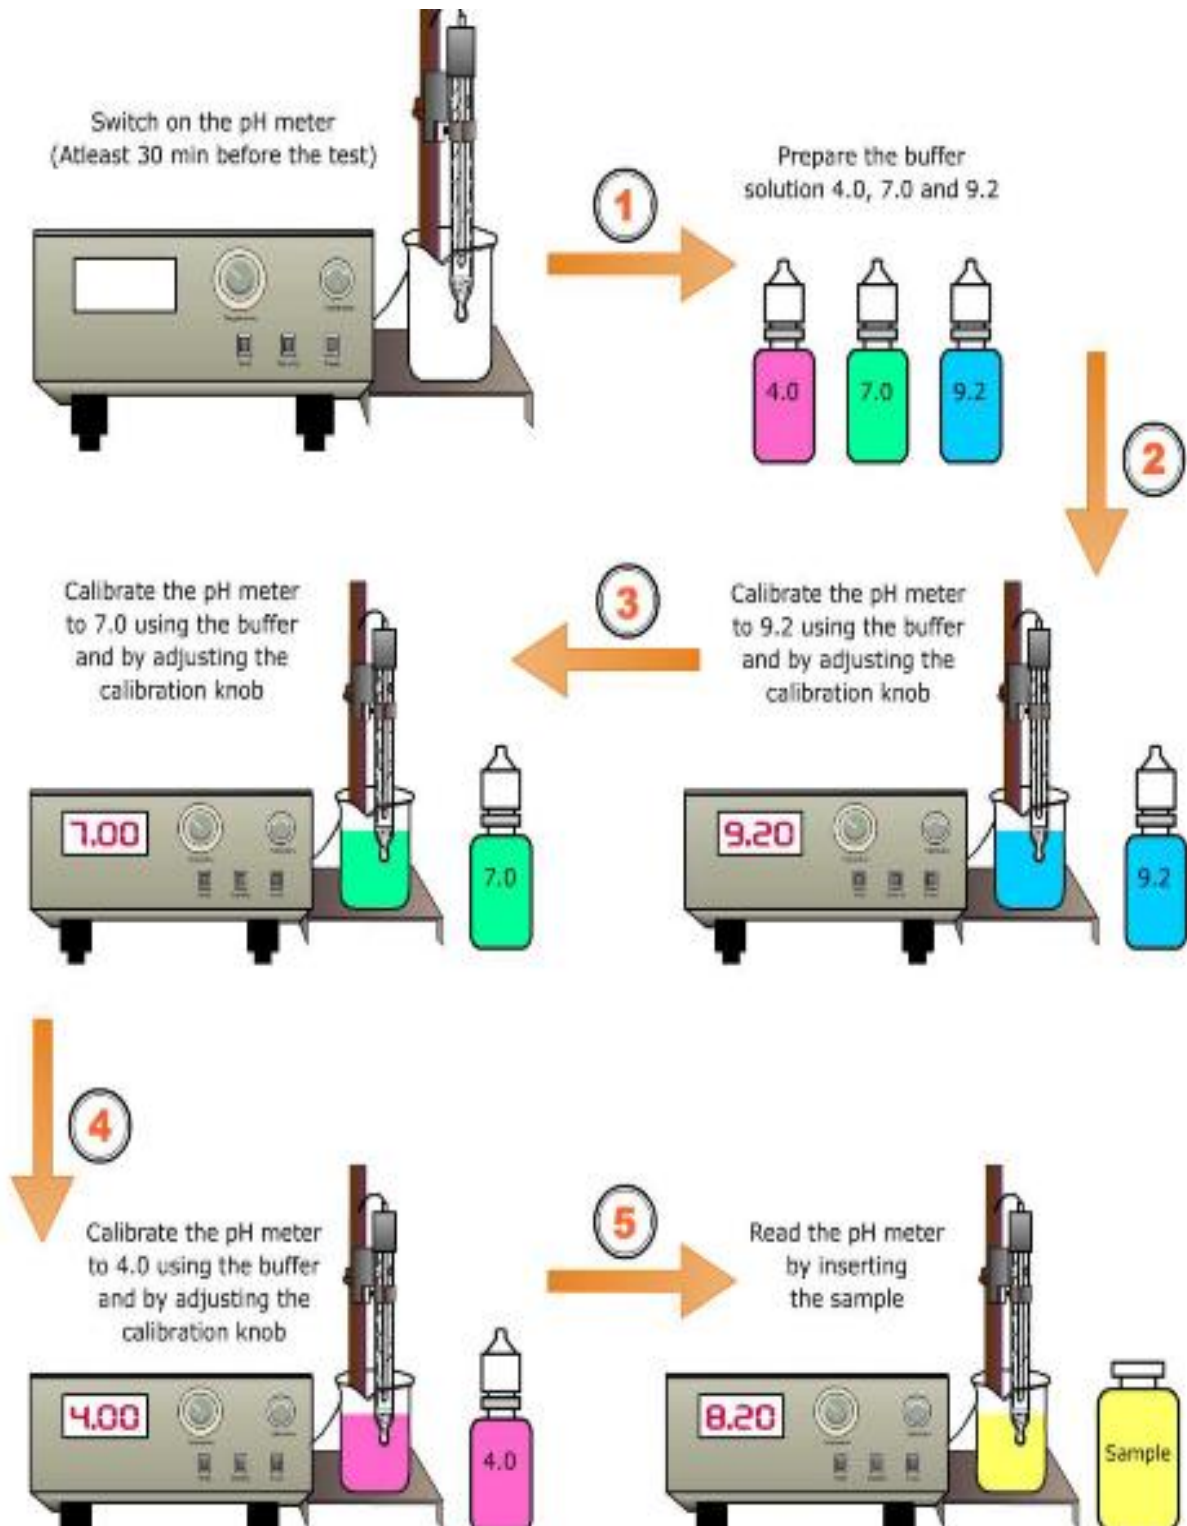 Switch on the pH meter
(Atleast 30 min before the test)
1
Prepare the buffer
solution 4.0, 7.0 and 9.2
4.0
7.0
9.2
2
Calibrate the pH meter
to 9.2 using the buffer
and by adjusting the
calibration knob
9.20
9.2
3
Calibrate the pH meter
to 7.0 using the buffer
and by adjusting the
calibration knob
7.00
7.0
4
Calibrate the pH meter
to 4.0 using the buffer
and by adjusting the
calibration knob
4.00
4.0
5
Read the pH meter
by inserting
the sample
8.20
Sample